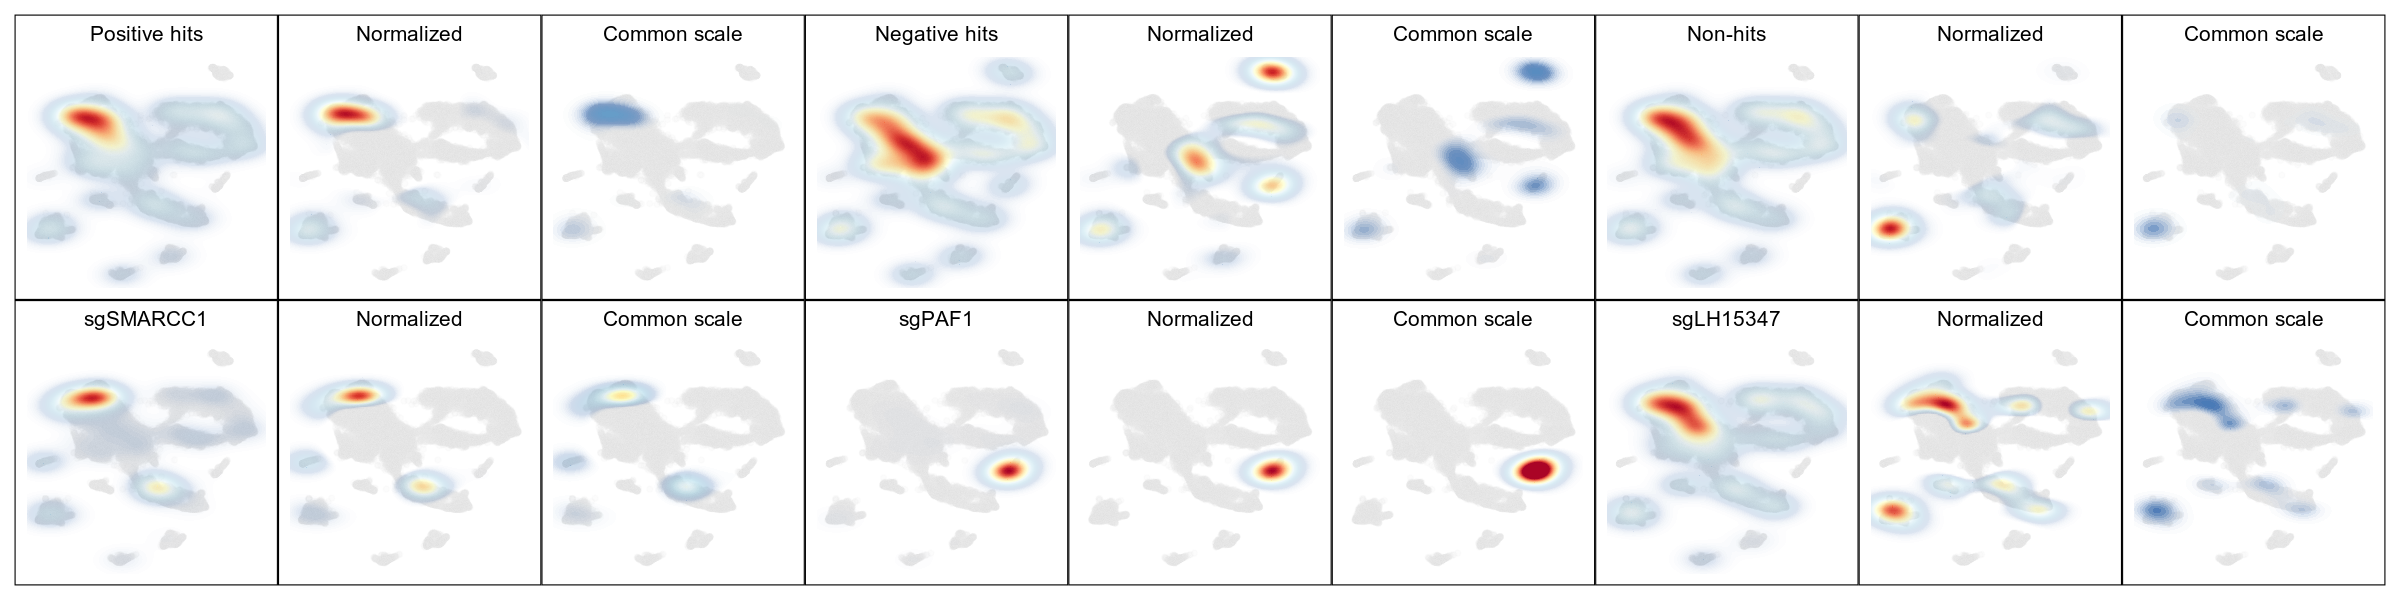 Positive hits
Normalized
Common scale
Negative hits
Normalized
Common scale
Non-hits
Normalized
Common scale
sgSMARCC1
Normalized
Common scale
sgPAF1
Normalized
Common scale
sgLH15347
Normalized
Common scale